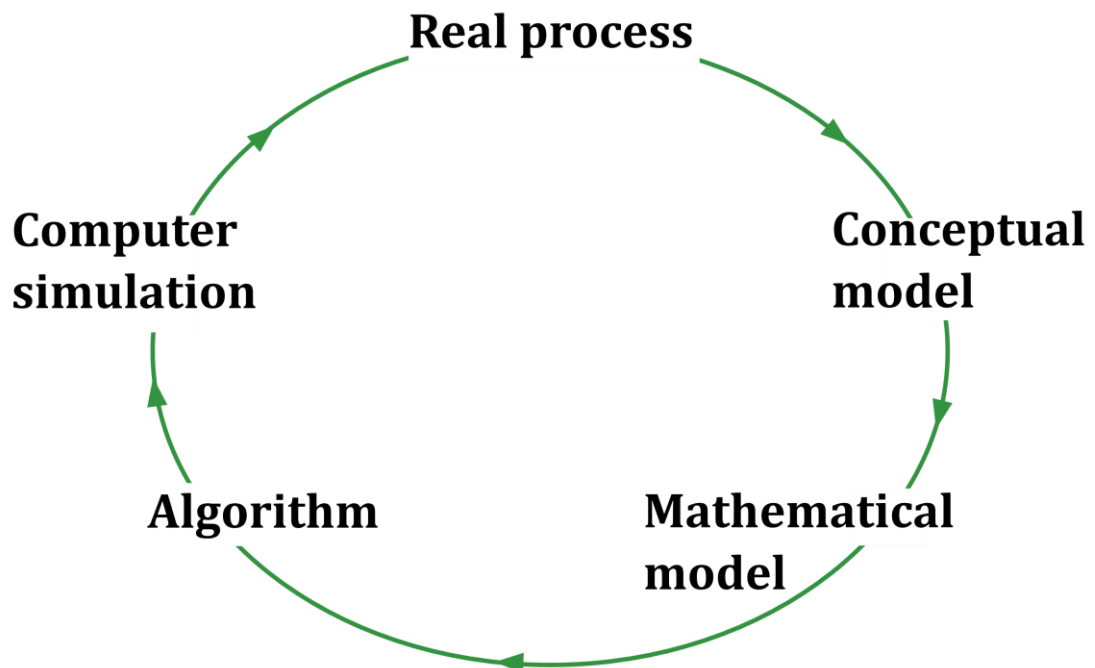 Real process
Conceptual
model
Mathematical
model
Algorithm
Computer
simulation